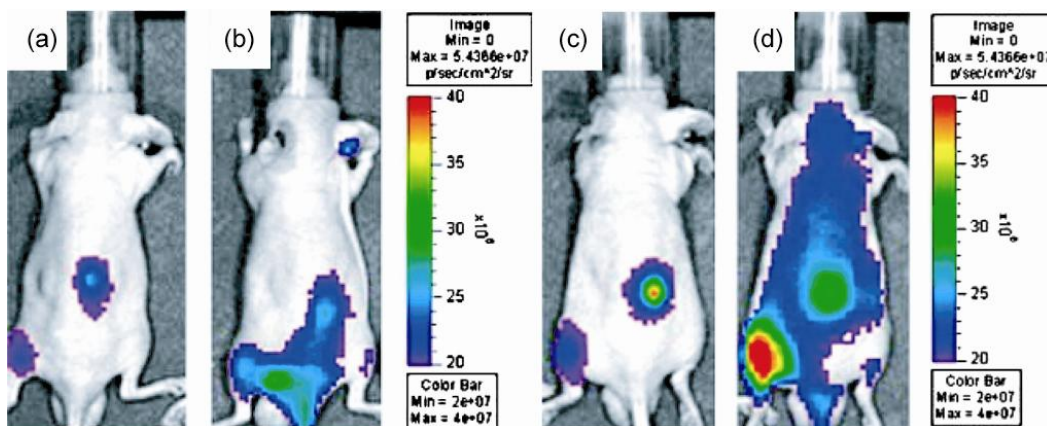 (a)
(b)
Image
Min = 0
Max = 5.4366e+07
p/sec/cm^2/sr
40
35
30
x10⁶
25
20
Color Bar
Min = 2e+07
Max = 4e+07
(c)
(d)
Image
Min = 0
Max = 5.4366e+07
p/sec/cm^2/sr
40
35
30
x10⁶
25
20
Color Bar
Min = 2e+07
Max = 4e+07